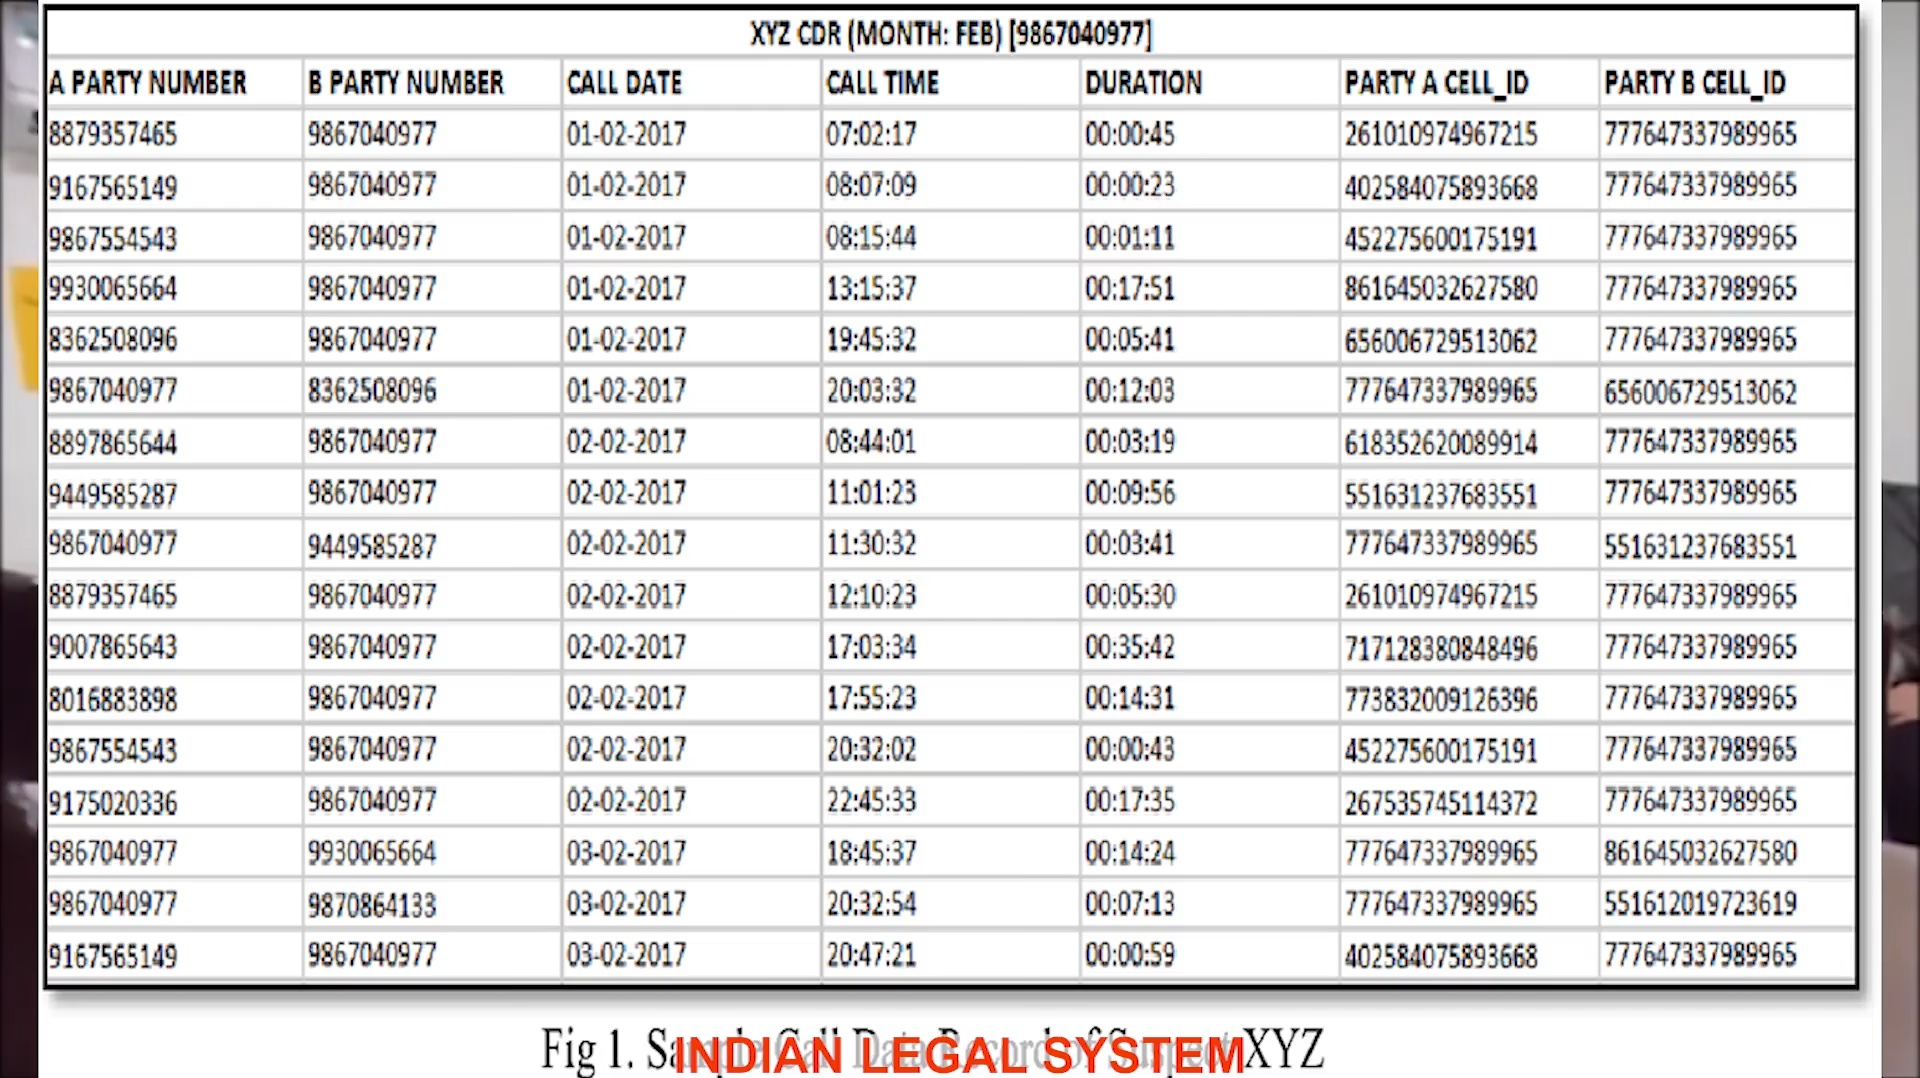 XYZ CDR (MONTH: FEB) [9867040977]
A PARTY NUMBER B PARTY NUMBER CALL DATE CALL TIME DURATION PARTY A CELL_ID PARTY B CELL_ID
8879357465 9867040977 01-02-2017 07:02:17 00:00:45 261010974967215 777647337989965
9167565149 9867040977 01-02-2017 08:07:09 00:00:23 402584075893668 777647337989965
9867554543 9867040977 01-02-2017 08:15:44 00:01:11 452275600175191 777647337989965
9930065664 9867040977 01-02-2017 13:15:37 00:17:51 861645032627580 777647337989965
8362508096 9867040977 01-02-2017 19:45:32 00:05:41 656006729513062 777647337989965
9867040977 8362508096 01-02-2017 20:03:32 00:12:03 777647337989965 656006729513062
8897865644 9867040977 02-02-2017 08:44:01 00:03:19 618352620089914 777647337989965
9449585287 9867040977 02-02-2017 11:01:23 00:09:56 551631237683551 777647337989965
9867040977 9449585287 02-02-2017 11:30:32 00:03:41 777647337989965 551631237683551
8879357465 9867040977 02-02-2017 12:10:23 00:05:30 261010974967215 777647337989965
9007865643 9867040977 02-02-2017 17:03:34 00:35:42 717128380848496 777647337989965
8016883898 9867040977 02-02-2017 17:55:23 00:14:31 773832009126396 777647337989965
9867554543 9867040977 02-02-2017 20:32:02 00:00:43 452275600175191 777647337989965
9175020336 9867040977 02-02-2017 22:45:33 00:17:35 267535745114372 777647337989965
9867040977 9930065664 03-02-2017 18:45:37 00:14:24 777647337989965 861645032627580
9867040977 9870864133 03-02-2017 20:32:54 00:07:13 777647337989965 551612019723619
9167565149 9867040977 03-02-2017 20:47:21 00:00:59 402584075893668 777647337989965
Fig 1. Sample Call Data Record of Suspect XYZ
INDIAN LEGAL SYSTEM